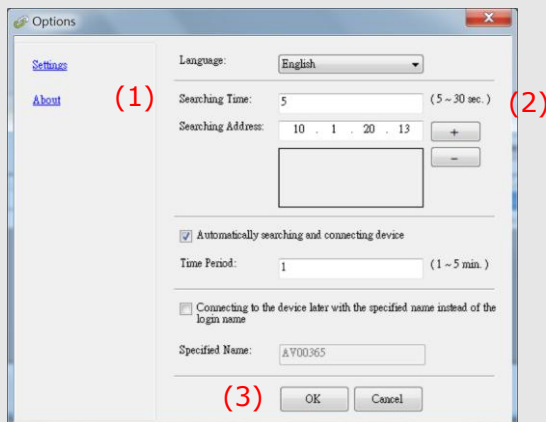 Options
Settings
About
Language: English
(1) Searching Time: 5 (5 ~ 30 sec. ) (2)
Searching Address: 10 . 1 . 20 . 13 +
-
Automatically searching and connecting device
Time Period: 1 (1 ~ 5 min. )
Connecting to the device later with the specified name instead of the
login name
Specified Name: AV00365
(3) OK Cancel